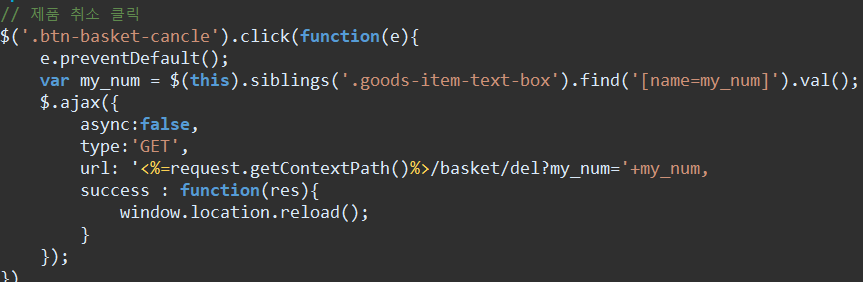 // 제품 취소 클릭
$('.btn-basket-cancle').click(function(e){
    e.preventDefault();
    var my_num = $(this).siblings('.goods-item-text-box').find('[name=my_num]').val();
    $.ajax({
        async:false,
        type:'GET',
        url: '<%=request.getContextPath()%>/basket/del?my_num='+my_num,
        success : function(res){
            window.location.reload();
        }
    });
})